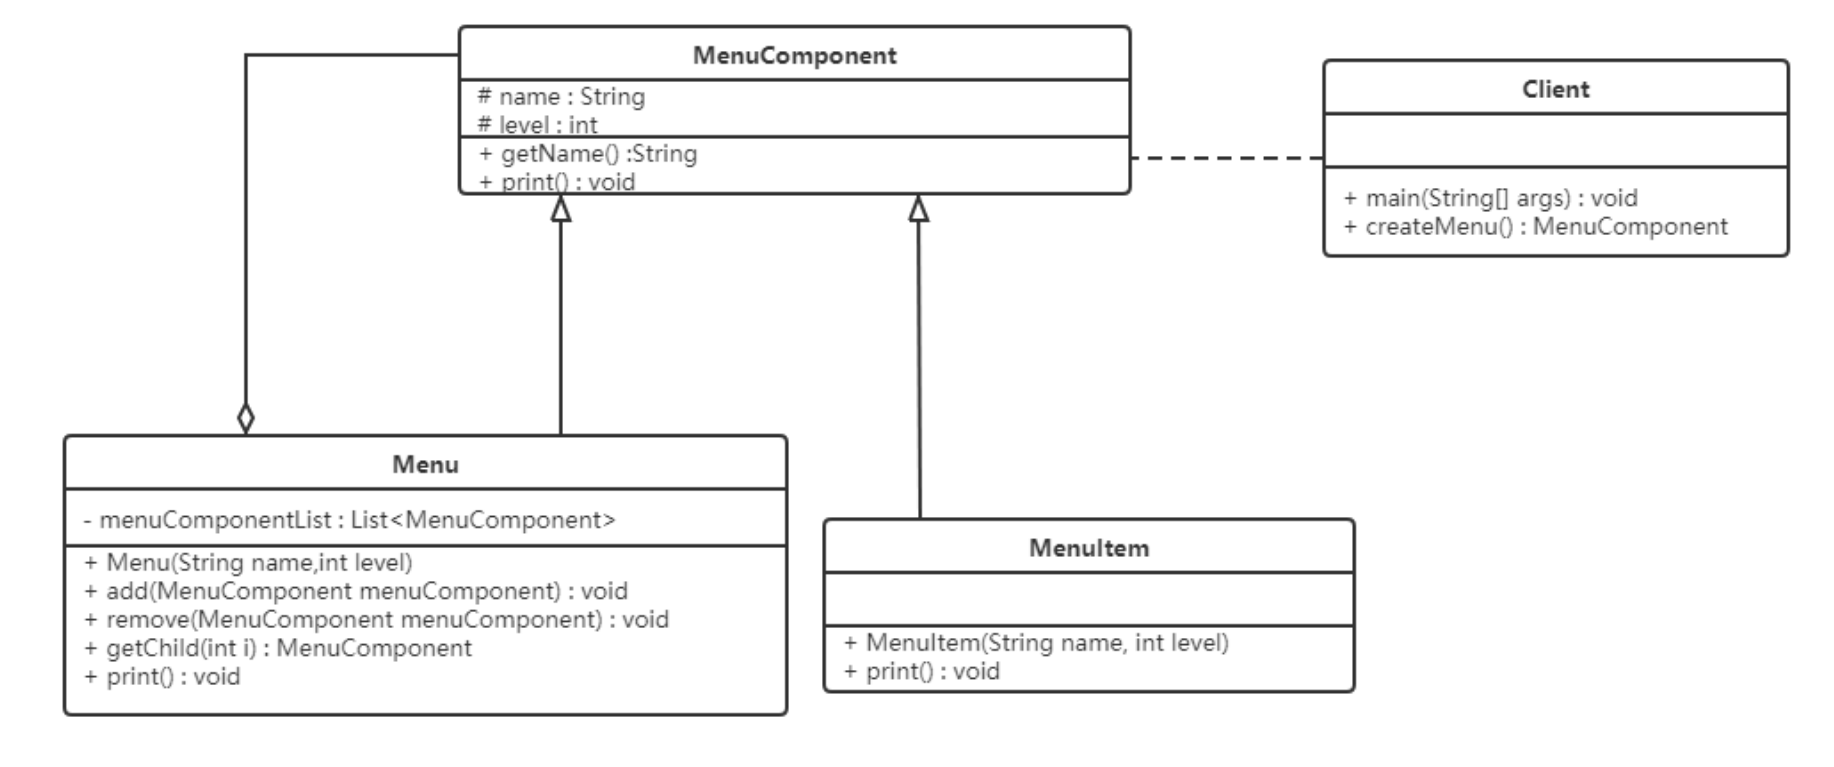 MenuComponent
# name : String
# level : int
+ getName() :String
+ print() : void
Client
+ main(String[] args) : void
+ createMenu() : MenuComponent
Menu
- menuComponentList : List<MenuComponent>
+ Menu(String name,int level)
+ add(MenuComponent menuComponent) : void
+ remove(MenuComponent menuComponent) : void
+ getChild(int i) : MenuComponent
+ print() : void
MenuItem
+ MenuItem(String name, int level)
+ print() : void